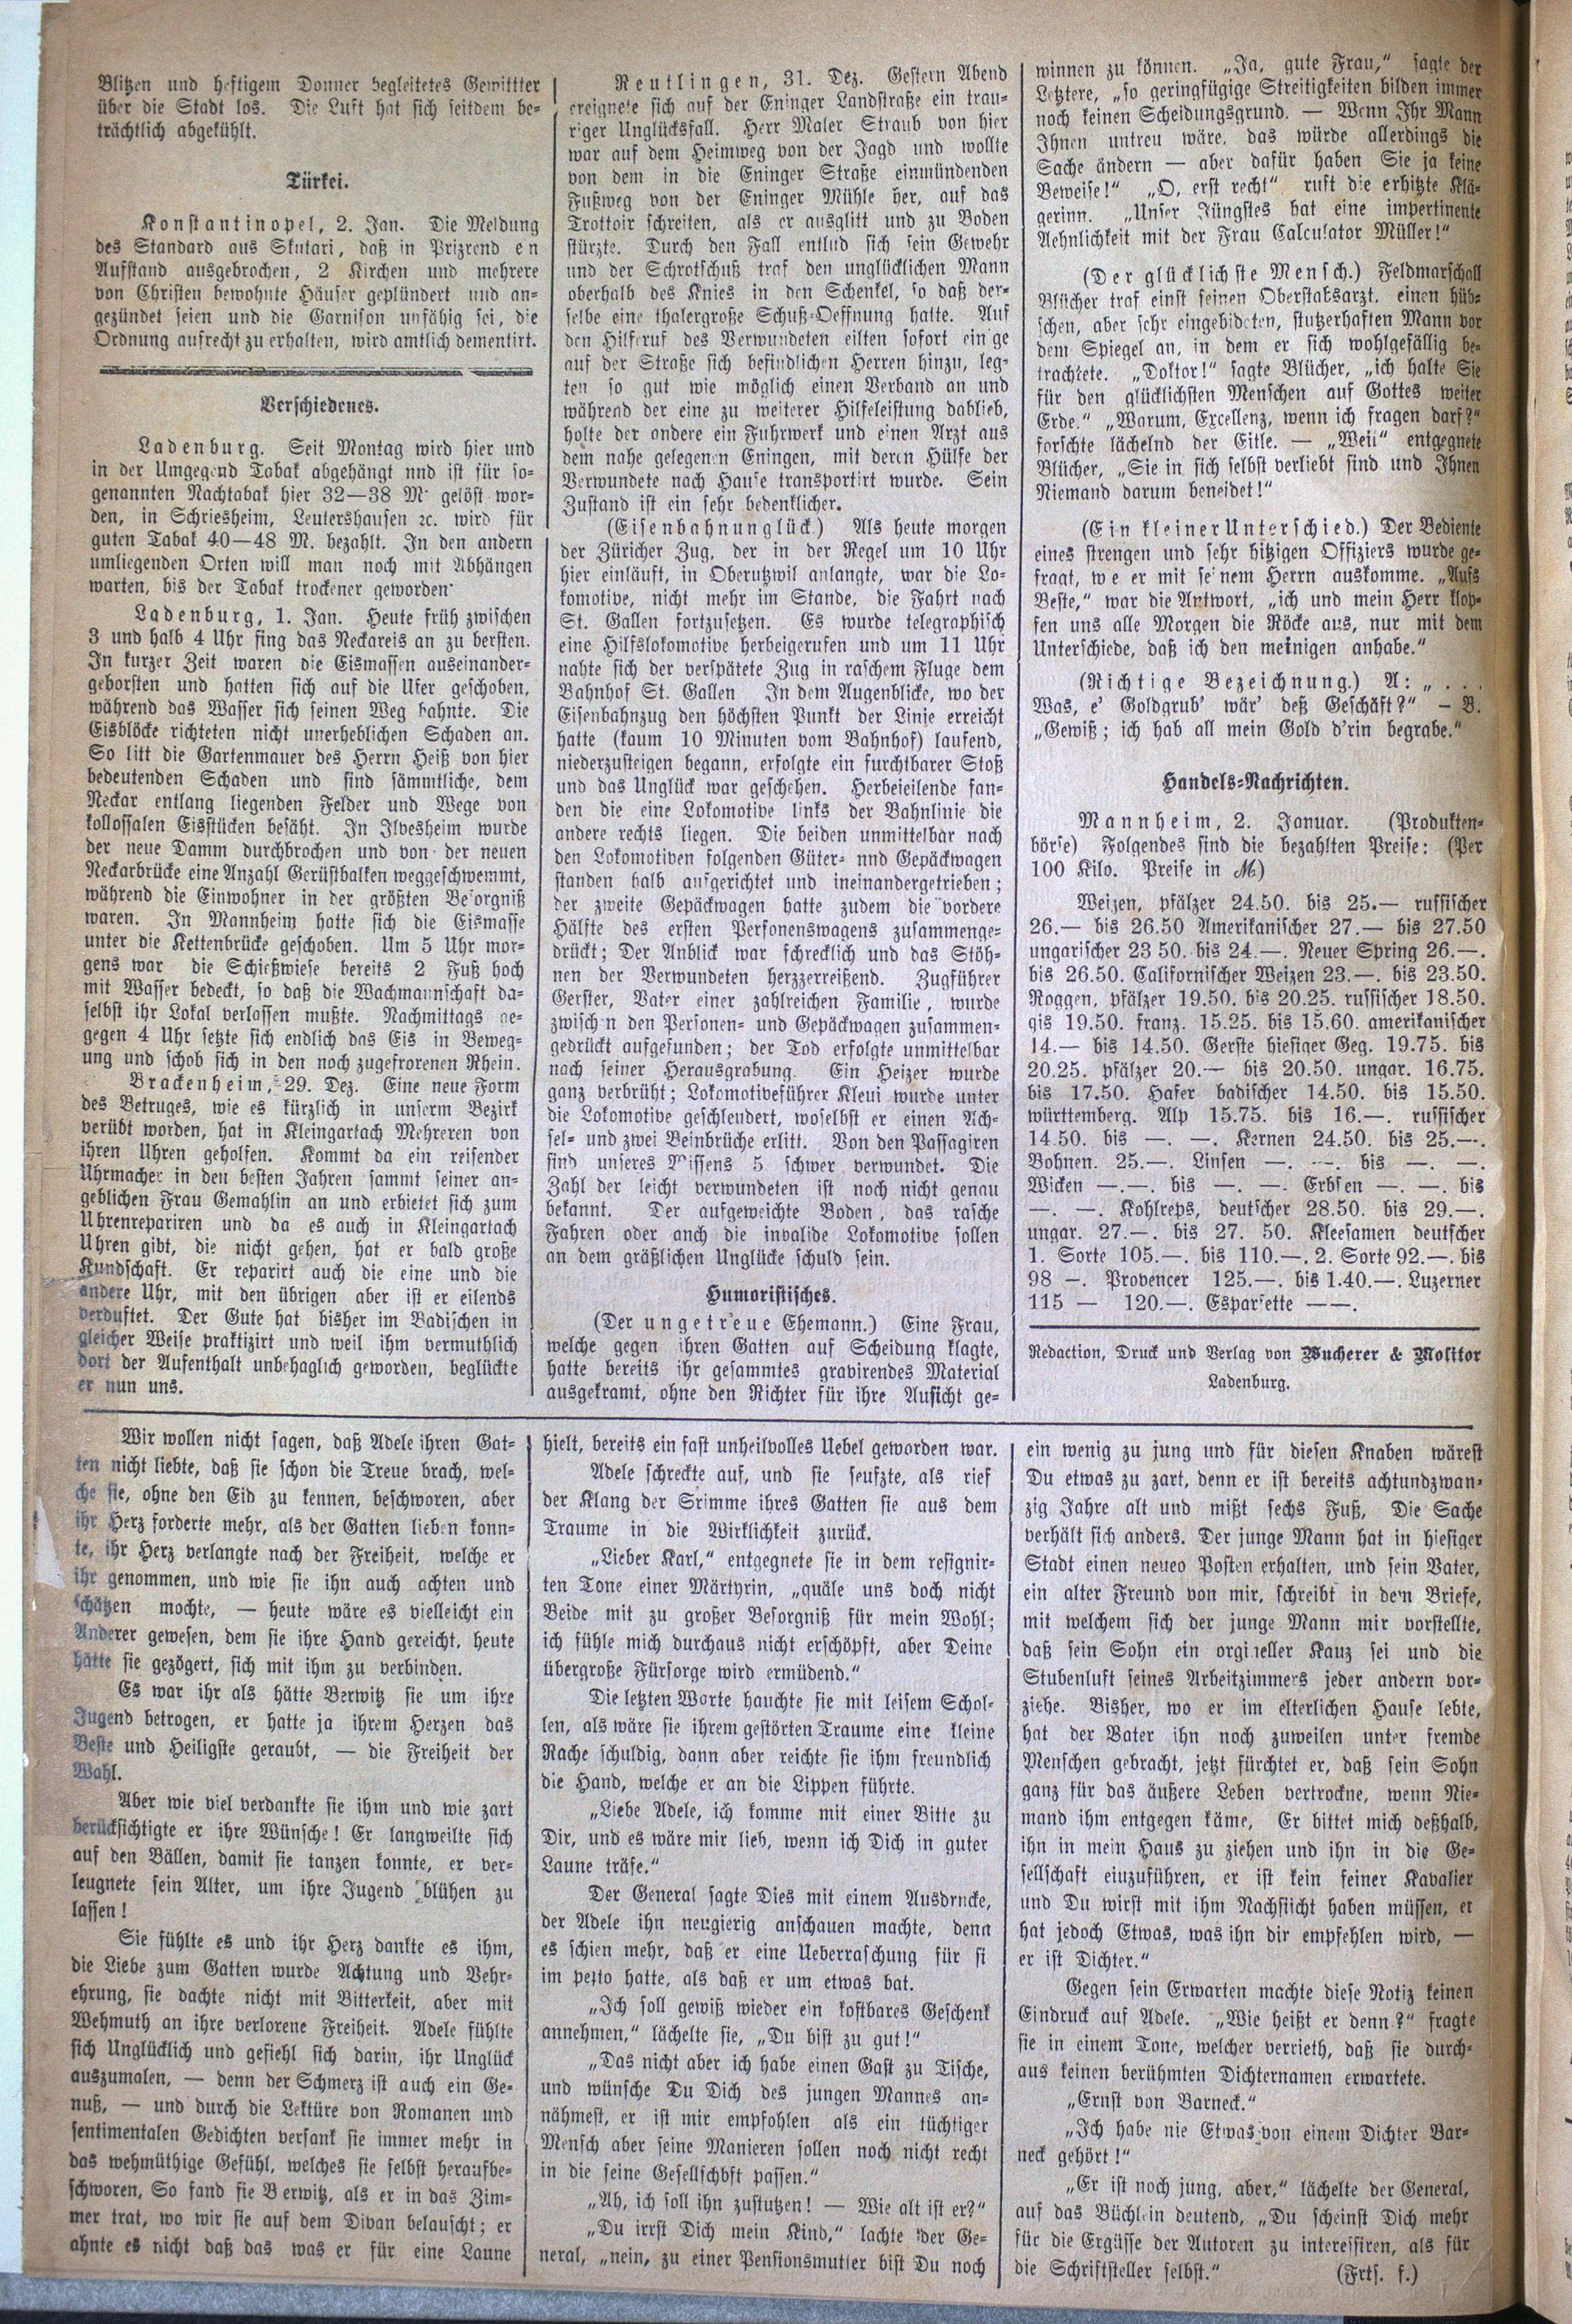 Blitzen und heftigem Donner begleitetes Gewittter
über die Stadt los. Die Luft hat sich seitdem be-
trächtlich abgekühlt.
Türkei.
Konstantinopel, 2. Jan. Die Meldung
des Standard aus Skutari, daß in Prizrend e n
Aufstand ausgebrochen, 2 Kirchen und mehrere
von Christen bewohnte Häuser geplündert und an-
gezündet seien und die Garnison unfähig sei, die
Ordnung aufrecht zu erhalten, wird amtlich dementirt.
Verschiedenes.
Ladenburg. Seit Montag wird hier und
in der Umgegend Tabak abgehängt nnd ist für so-
genannten Nachtabak hier 32—38 M gelöst wor-
den, in Schriesheim, Leutershausen ꝛc. wird für
guten Tabak 40—48 M. bezahlt. In den andern
umliegenden Orten will man noch mit Abhängen
warten, bis der Tabak trockener geworden
Ladenburg, 1. Jan. Heute früh zwischen
3 und halb 4 Uhr fing das Neckareis an zu bersten.
In kurzer Zeit waren die Eismassen auseinander-
geborsten und hatten sich auf die Ufer geschoben,
während das Wasser sich seinen Weg bahnte. Die
Eisblöcke richteten nicht unerheblichen Schaden an.
So litt die Gartenmauer des Herrn Heiß von hier
bedeutenden Schaden und sind sämmtliche, dem
Neckar entlang liegenden Felder und Wege von
kollossalen Eisstücken besäht. In Ilvesheim wurde
der neue Damm durchbrochen und von der neuen
Neckarbrücke eine Anzahl Gerüstbalken weggeschwemmt,
während die Einwohner in der größten Besorgniß
waren. In Mannheim hatte sich die Eismasse
unter die Kettenbrücke geschoben. Um 5 Uhr mor-
gens war die Schießwiese bereits 2 Fuß hoch
mit Wasser bedeckt, so daß die Wachmannschaft da-
selbst ihr Lokal verlassen mußte. Nachmittags ge-
gegen 4 Uhr setzte sich endlich das Eis in Beweg-
ung und schob sich in den noch zugefrorenen Rhein.
Brackenheim, 29. Dez. Eine neue Form
des Betruges, wie es kürzlich in unserm Bezirk
verübt worden, hat in Kleingartach Mehreren von
ihren Uhren geholfen. Kommt da ein reisender
Uhrmacher in den besten Jahren sammt seiner an-
geblichen Frau Gemahlin an und erbietet sich zum
Uhrenrepariren und da es auch in Kleingartach
Uhren gibt, die nicht gehen, hat er bald große
Kundschaft. Er reparirt auch die eine und die
andere Uhr, mit den übrigen aber ist er eilends
verduftet. Der Gute hat bisher im Badischen in
gleicher Weise praktizirt und weil ihm vermuthlich
dort der Aufenthalt unbehaglich geworden, beglückte
er nun uns.
Reutlingen, 31. Dez. Gestern Abend
ereignete sich auf der Eninger Landstraße ein trau-
riger Unglücksfall. Herr Maler Straub von hier
war auf dem Heimweg von der Jagd und wollte
von dem in die Eninger Straße einmündenden
Fußweg von der Eninger Mühle her, auf das
Trottoir schreiten, als er ausglitt und zu Boden
stürzte. Durch den Fall entlud sich sein Gewehr
und der Schrotschuß traf den unglücklichen Mann
oberhalb des Knies in den Schenkel, so daß der-
selbe eine thalergroße Schuß-Oeffnung hatte. Auf
den Hilferuf des Verwundeten eilten sofort einige
auf der Straße sich befindlichen Herren hinzu, leg-
ten so gut wie möglich einen Verband an und
während der eine zu weiterer Hilfeleistung dablieb,
holte der andere ein Fuhrwerk und einen Arzt aus
dem nahe gelegenen Eningen, mit deren Hülfe der
Verwundete nach Hause transportirt wurde. Sein
Zustand ist ein sehr bedenklicher.
(Eisenbahnunglück.) Als heute morgen
der Züricher Zug, der in der Regel um 10 Uhr
hier einläuft, in Oberutzwil anlangte, war die Lo-
komotive, nicht mehr im Stande, die Fahrt nach
St. Gallen fortzusetzen. Es wurde telegraphisch
eine Hilfslokomotive herbeigerufen und um 11 Uhr
nahte sich der verspätete Zug in raschem Fluge dem
Bahnhof St. Gallen In dem Augenblicke, wo der
Eisenbahnzug den höchsten Punkt der Linie erreicht
hatte (kaum 10 Minuten vom Bahnhof) laufend,
niederzusteigen begann, erfolgte ein furchtbarer Stoß
und das Unglück war geschehen. Herbeieilende fan-
den die eine Lokomotive links der Bahnlinie die
andere rechts liegen. Die beiden unmittelbar nach
den Lokomotiven folgenden Güter- nnd Gepäckwagen
standen halb aufgerichtet und ineinandergetrieben;
der zweite Gepäckwagen hatte zudem die vordere
Hälfte des ersten Personenswagens zusammenge-
drückt; Der Anblick war schrecklich und das Stöh-
nen der Verwundeten herzzerreißend. Zugführer
Gerster, Vater einer zahlreichen Familie, wurde
zwisch n den Personen- und Gepäckwagen zusammen-
gedrückt aufgefunden; der Tod erfolgte unmittelbar
nach seiner Herausgrabung. Ein Heizer wurde
ganz verbrüht; Lokomotiveführer Kleui wurde unter
die Lokomotive geschleudert, woselbst er einen Ach-
sel- und zwei Beinbrüche erlitt. Von den Passagiren
sind unseres Wissens 5 schwer verwundet. Die
Zahl der leicht verwundeten ist noch nicht genau
bekannt. Der aufgeweichte Boden, das rasche
Fahren oder anch die invalide Lokomotive sollen
an dem gräßlichen Unglücke schuld sein.
Humoristisches.
(Der ungetreue Ehemann.) Eine Frau,
welche gegen ihren Gatten auf Scheidung klagte,
hatte bereits ihr gesammtes gravirendes Material
ausgekramt, ohne den Richter für ihre Ansicht ge-
winnen zu können. „Ja, gute Frau,“ sagte der
Letztere, „so geringfügige Streitigkeiten bilden immer
noch keinen Scheidungsgrund. — Wenn Ihr Mann
Ihnen untreu wäre, das würde allerdings die
Sache ändern — aber dafür haben Sie ja keine
Beweise!“ „O, erst recht“ ruft die erhitzte Klä-
gerinn. „Unser Jüngstes hat eine impertinente
Aehnlichkeit mit der Frau Calculator Müller!“
(Der glücklichste Mensch.) Feldmarschall
Blücher traf einst seinen Oberstabsarzt, einen hüb-
schen, aber sehr eingebildeten, stutzerhaften Mann vor
dem Spiegel an, in dem er sich wohlgefällig be-
trachtete. „Doktor!“ sagte Blücher, „ich halte Sie
für den glücklichsten Menschen auf Gottes weiter
Erde.“ „Warum, Excellenz, wenn ich fragen darf?“
forschte lächelnd der Eitle. — „Weil“ entgegnete
Blücher, „Sie in sich selbst verliebt sind und Ihnen
Niemand darum beneidet!“
(Ein kleiner Unterschied.) Der Bediente
eines strengen und sehr hitzigen Offiziers wurde ge-
fragt, w e er mit se nem Herrn auskomme. „Aufs
Beste,“ war die Antwort, „ich und mein Herr klop-
fen uns alle Morgen die Röcke aus, nur mit dem
Unterschiede, daß ich den meinigen anhabe.“
(Richtige Bezeichnung.) A: „ . . .
Was, e' Goldgrub' wär' deß Geschäft?“ – B.
„Gewiß; ich hab all mein Gold d'rin begrabe.“
Handels-Nachrichten.
Mannheim, 2. Januar. (Produkten-
börse) Folgendes sind die bezahlten Preise: (Per
100 Kilo. Preise in M.)
Weizen, pfälzer 24.50. bis 25.— russischer
26.— bis 26.50 Amerikanischer 27.— bis 27.50
ungarischer 23 50. bis 24.—. Neuer Spring 26.—.
bis 26.50. Californischer Weizen 23.—. bis 23.50.
Roggen, pfälzer 19.50. bis 20.25. russischer 18.50.
gis 19.50. franz. 15.25. bis 15.60. amerikanischer
14.— bis 14.50. Gerste hiesiger Geg. 19.75. bis
20.25. pfälzer 20.— bis 20.50. ungar. 16.75.
bis 17.50. Hafer badischer 14.50. bis 15.50.
württemberg. Alp 15.75. bis 16.—. russischer
14.50. bis —. —. Kernen 24.50. bis 25.—.
Bohnen. 25.—. Linsen —. —. bis —. —.
Wicken —.—. bis —. —. Erbsen —. —. bis
—. —. Kohlreps, deutscher 28.50. bis 29.—.
ungar. 27.—. bis 27. 50. Kleesamen deutscher
1. Sorte 105.—. bis 110.—. 2. Sorte 92.—. bis
98 —. Provencer 125.—. bis 1.40.—. Luzerner
115 — 120.—. Esparsette ——.
Redaction, Druck und Verlag von Wucherer & Molitor
Ladenburg.
Wir wollen nicht sagen, daß Adele ihren Gat-
ten nicht liebte, daß sie schon die Treue brach, wel-
che sie, ohne den Eid zu kennen, beschworen, aber
ihr Herz forderte mehr, als der Gatten lieben konn-
te, ihr Herz verlangte nach der Freiheit, welche er
ihr genommen, und wie sie ihn auch achten und
schätzen mochte, — heute wäre es vielleicht ein
Anderer gewesen, dem sie ihre Hand gereicht, heute
hätte sie gezögert, sich mit ihm zu verbinden.
Es war ihr als hätte Berwitz sie um ihre
Jugend betrogen, er hatte ja ihrem Herzen das
Beste und Heiligste geraubt, — die Freiheit der
Wahl.
Aber wie viel verdankte sie ihm und wie zart
berücksichtigte er ihre Wünsche! Er langweilte sich
auf den Bällen, damit sie tanzen konnte, er ver-
leugnete sein Alter, um ihre Jugend blühen zu
lassen!
Sie fühlte es und ihr Herz dankte es ihm,
die Liebe zum Gatten wurde Achtung und Vehr-
ehrung, sie dachte nicht mit Bitterkeit, aber mit
Wehmuth an ihre verlorene Freiheit. Adele fühlte
sich Unglücklich und gefiehl sich darin, ihr Unglück
auszumalen, — denn der Schmerz ist auch ein Ge-
nuß, — und durch die Lektüre von Romanen und
sentimentalen Gedichten versank sie immer mehr in
das wehmüthige Gefühl, welches sie selbst heraufbe-
schworen, So fand sie Berwitz, als er in das Zim-
mer trat, wo wir sie auf dem Divan belauscht; er
ahnte es nicht daß das was er für eine Laune
hielt, bereits ein fast unheilvolles Uebel geworden war.
Adele schreckte auf, und sie seufzte, als rief
der Klang der Srimme ihres Gatten sie aus dem
Traume in die Wirklichkeit zurück.
„Lieber Karl,“ entgegnete sie in dem resignir-
ten Tone einer Märtyrin, „quäle uns doch nicht
Beide mit zu großer Besorgniß für mein Wohl;
ich fühle mich durchaus nicht erschöpft, aber Deine
übergroße Fürsorge wird ermüdend.“
Die letzten Worte hauchte sie mit leisem Schol-
len, als wäre sie ihrem gestörten Traume eine kleine
Rache schuldig, dann aber reichte sie ihm freundlich
die Hand, welche er an die Lippen führte.
„Liebe Adele, ich komme mit einer Bitte zu
Dir, und es wäre mir lieb, wenn ich Dich in guter
Laune träfe.“
Der General sagte Dies mit einem Ausdrucke,
der Adele ihn neugierig anschauen machte, denn
es schien mehr, daß er eine Ueberraschung für si
im petto hatte, als daß er um etwas bat.
„Ich soll gewiß wieder ein kostbares Geschenk
annehmen,“ lächelte sie, „Du bist zu gut!“
„Das nicht aber ich habe einen Gast zu Tische,
und wünsche Du Dich des jungen Mannes an-
nähmest, er ist mir empfohlen als ein tüchtiger
Mensch aber seine Manieren sollen noch nicht recht
in die feine Gesellschbft passen.“
„Ah, ich soll ihn zustutzen! — Wie alt ist er?“
„Du irrst Dich mein Kind,“ lachte der Ge-
neral, „nein, zu einer Pensionsmutter bist Du noch
ein wenig zu jung und für diesen Knaben wärest
Du etwas zu zart, denn er ist bereits achtundzwan-
zig Jahre alt und mißt sechs Fuß, Die Sache
verhält sich anders. Der junge Mann hat in hiesiger
Stadt einen neueo Posten erhalten, und sein Vater,
ein alter Freund von mir, schreibt in dem Briefe,
mit welchem sich der junge Mann mir vorstellte,
daß sein Sohn ein orgineller Kauz sei und die
Stubenluft seines Arbeitzimmers jeder andern vor-
ziehe. Bisher, wo er im elterlichen Hause lebte,
hat der Vater ihn noch zuweilen unter fremde
Menschen gebracht, jetzt fürchtet er, daß sein Sohn
ganz für das äußere Leben vertrockne, wenn Nie-
mand ihm entgegen käme, Er bittet mich deßhalb,
ihn in mein Haus zu ziehen und ihn in die Ge-
sellschaft einzuführen, er ist kein feiner Kavalier
und Du wirst mit ihm Nachsiicht haben müssen, er
hat jedoch Etwas, was ihn dir empfehlen wird, —
er ist Dichter.“
Gegen sein Erwarten machte diese Notiz keinen
Eindruck auf Adele. „Wie heißt er denn?“ fragte
sie in einem Tone, welcher verrieth, daß sie durch-
aus keinen berühmten Dichternamen erwartete.
„Ernst von Barneck.“
„Ich habe nie Etwas von einem Dichter Bar-
neck gehört!“
„Er ist noch jung, aber,“ lächelte der General,
auf das Büchlein deutend, „Du scheinst Dich mehr
für die Ergüsse der Autoren zu interessiren, als für
die Schriftsteller selbst.“ (Frts. f.)